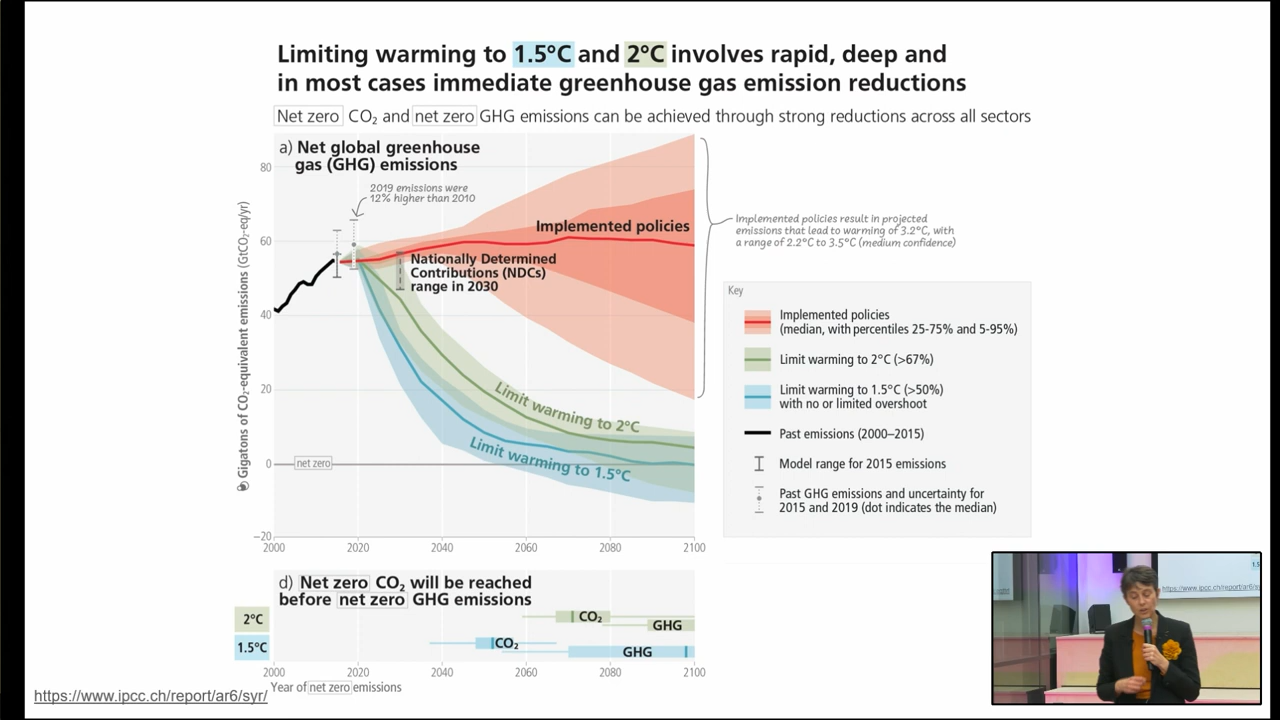 Limiting warming to 1.5°C and 2°C involves rapid, deep and
in most cases immediate greenhouse gas emission reductions
Net zero CO₂ and net zero GHG emissions can be achieved through strong reductions across all sectors
a) Net global greenhouse
gas (GHG) emissions
2019 emissions were
12% higher than 2010
Gigatons of CO₂-equivalent emissions (GtCO₂-eq/yr)
80
60
40
20
0
−20
net zero
Implemented policies
Nationally Determined
Contributions (NDCs)
range in 2030
Limit warming to 2°C
Limit warming to 1.5°C
2000
2020
2040
2060
2080
2100
Implemented policies result in projected
emissions that lead to warming of 3.2°C, with
a range of 2.2°C to 3.5°C (medium confidence)
Key
Implemented policies
(median, with percentiles 25-75% and 5-95%)
Limit warming to 2°C (>67%)
Limit warming to 1.5°C (>50%)
with no or limited overshoot
Past emissions (2000–2015)
Model range for 2015 emissions
Past GHG emissions and uncertainty for
2015 and 2019 (dot indicates the median)
d) Net zero CO₂ will be reached
before net zero GHG emissions
2°C
CO₂
GHG
1.5°C
CO₂
GHG
2000
2020
2040
2060
2080
2100
Year of net zero emissions
https://www.ipcc.ch/report/ar6/syr/
1.5
https://www.ipcc.ch/report/ar6/sy